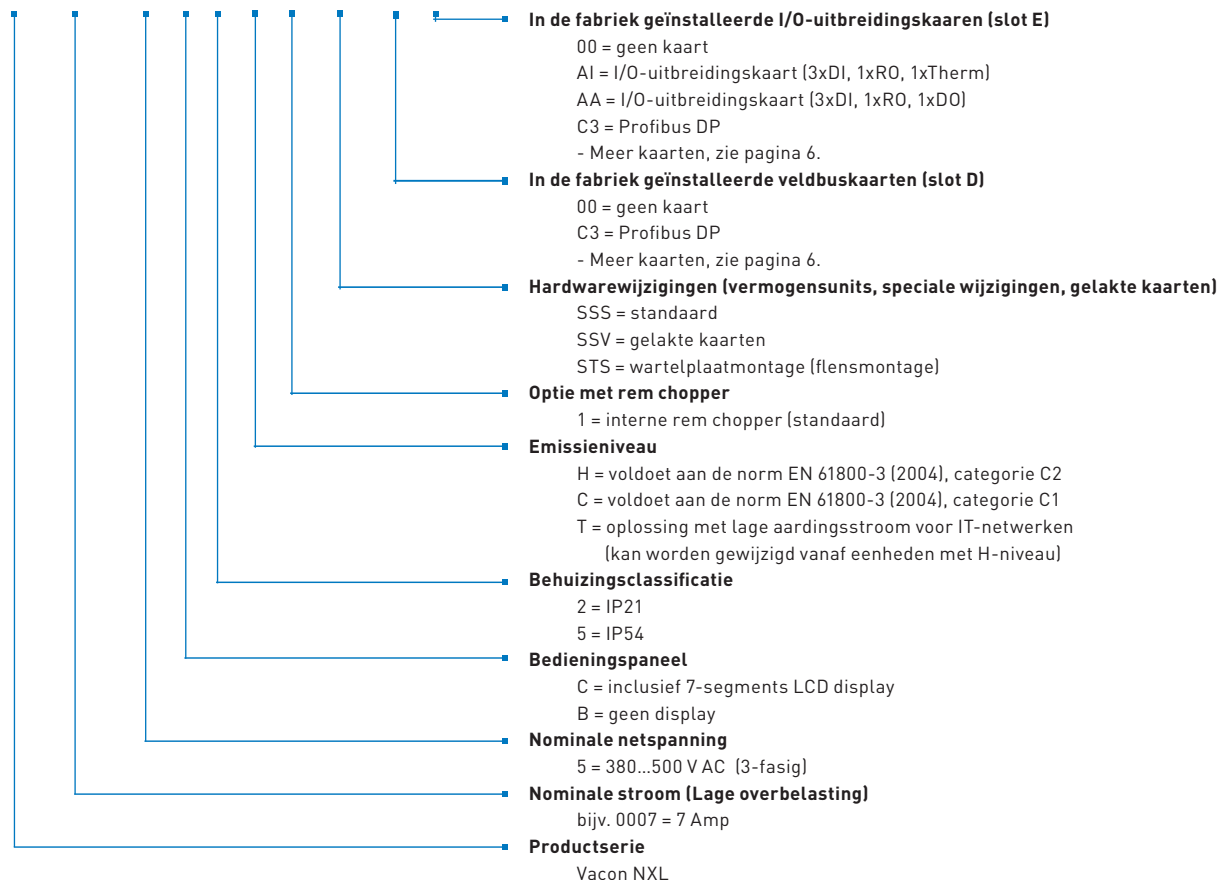 In de fabriek geïnstalleerde I/O-uitbreidingskaaren (slot E)
00 = geen kaart
AI = I/O-uitbreidingskaart (3xDI, 1xRO, 1xTherm)
AA = I/O-uitbreidingskaart (3xDI, 1xRO, 1xDO)
C3 = Profibus DP
- Meer kaarten, zie pagina 6.
In de fabriek geïnstalleerde veldbuskaarten (slot D)
00 = geen kaart
C3 = Profibus DP
- Meer kaarten, zie pagina 6.
Hardwarewijzigingen (vermogensunits, speciale wijzigingen, gelakte kaarten)
SSS = standaard
SSV = gelakte kaarten
STS = wartelplaatmontage (flensmontage)
Optie met rem chopper
1 = interne rem chopper (standaard)
Emissieniveau
H = voldoet aan de norm EN 61800-3 (2004), categorie C2
C = voldoet aan de norm EN 61800-3 (2004), categorie C1
T = oplossing met lage aardingsstroom voor IT-netwerken
(kan worden gewijzigd vanaf eenheden met H-niveau)
Behuizingsclassificatie
2 = IP21
5 = IP54
Bedieningspaneel
C = inclusief 7-segments LCD display
B = geen display
Nominale netspanning
5 = 380...500 V AC (3-fasig)
Nominale stroom (Lage overbelasting)
bijv. 0007 = 7 Amp
Productserie
Vacon NXL